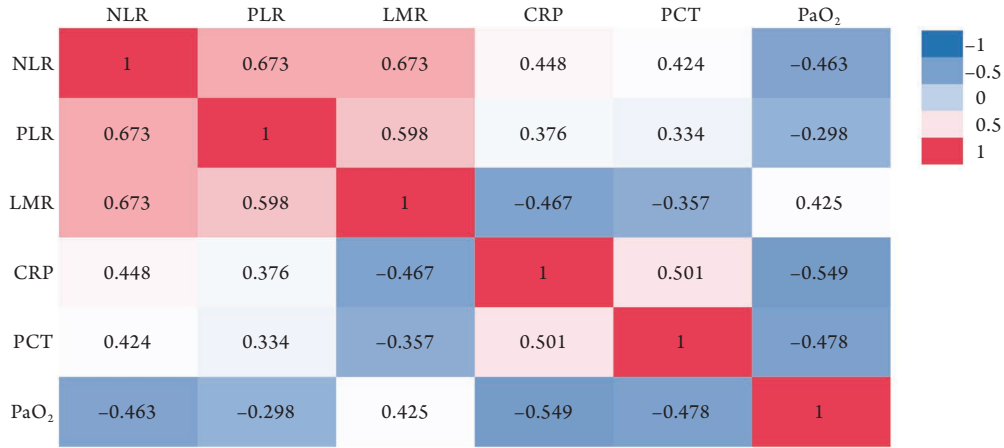 NLR PLR LMR CRP PCT PaO₂
NLR 1 0.673 0.673 0.448 0.424 –0.463
PLR 0.673 1 0.598 0.376 0.334 –0.298
LMR 0.673 0.598 1 –0.467 –0.357 0.425
CRP 0.448 0.376 –0.467 1 0.501 –0.549
PCT 0.424 0.334 –0.357 0.501 1 –0.478
PaO₂ –0.463 –0.298 0.425 –0.549 –0.478 1
–1
–0.5
0
0.5
1